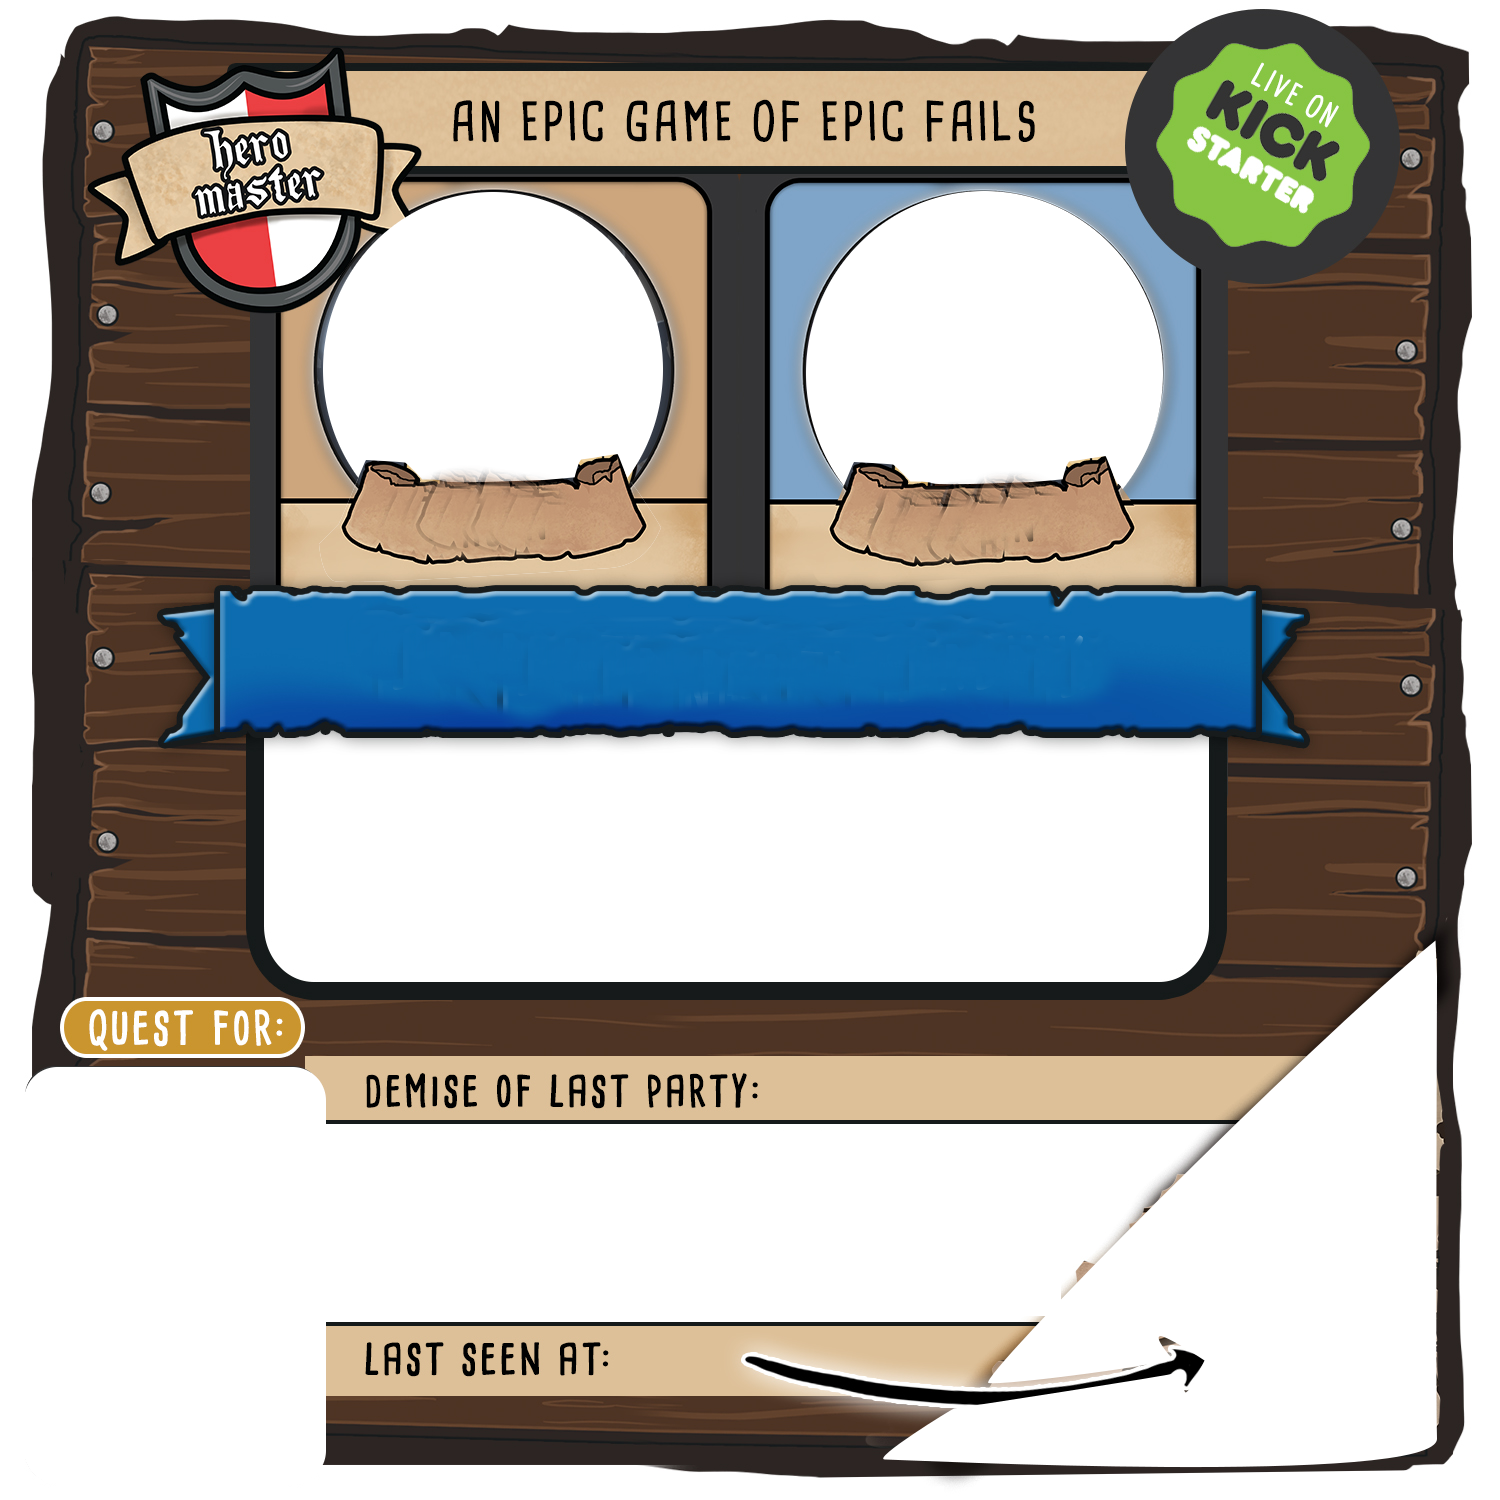 hero
master
AN EPIC GAME OF EPIC FAILS
LIVE ON
KICK
STARTER
QUEST FOR:
DEMISE OF LAST PARTY:
LAST SEEN AT: